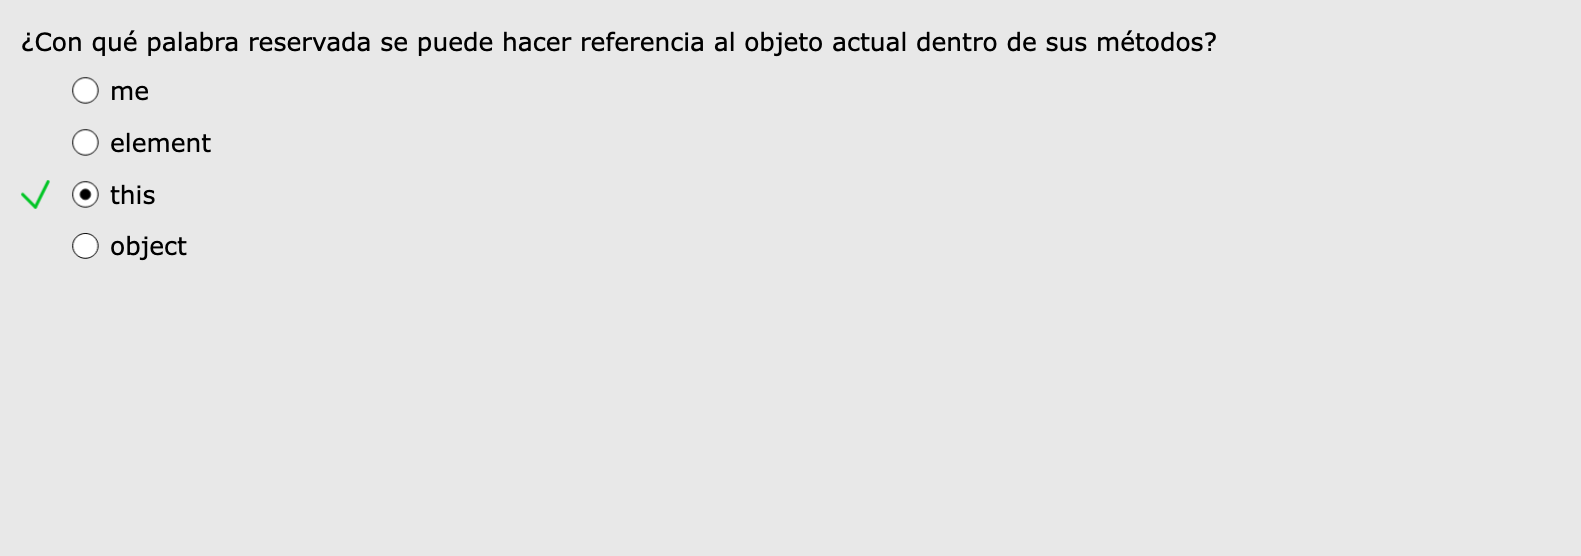 ¿Con qué palabra reservada se puede hacer referencia al objeto actual dentro de sus métodos?
me
element
this
object